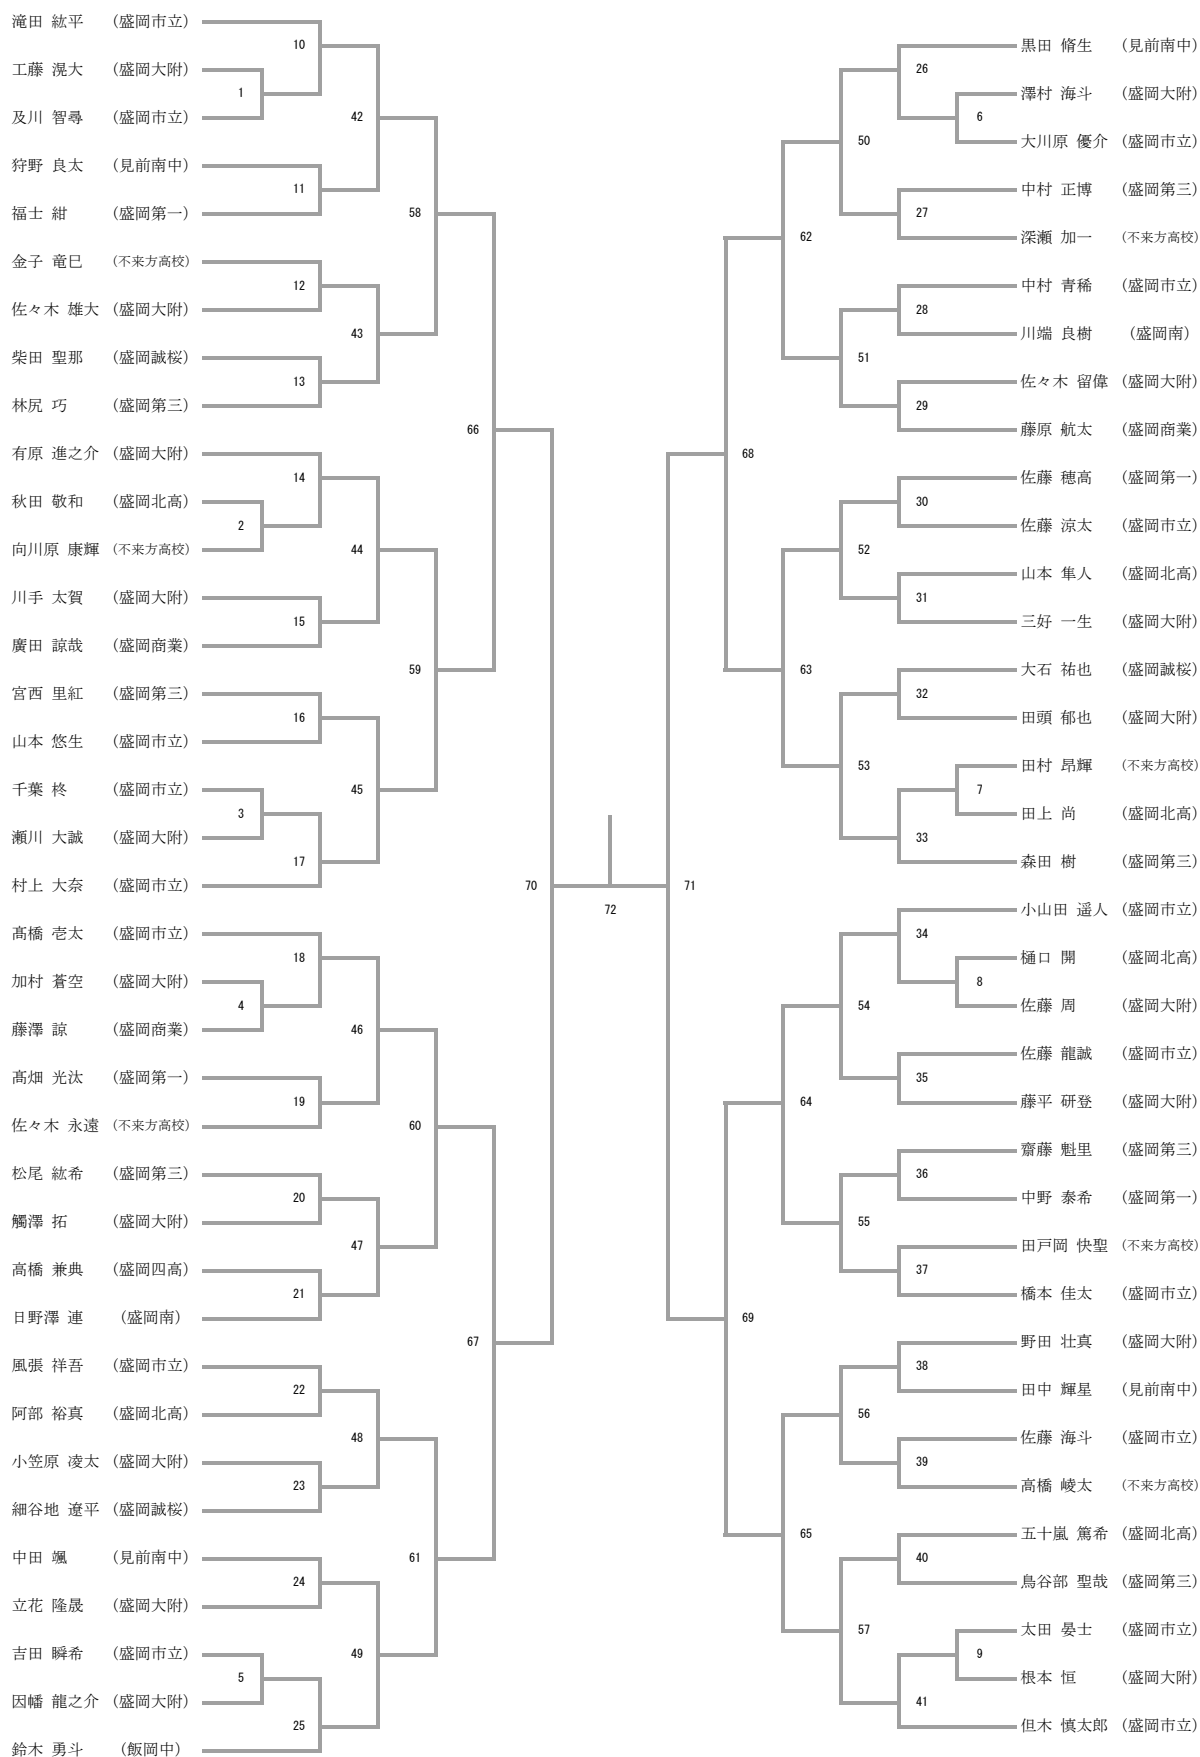 滝田 紘平 (盛岡市立)
10
工藤 滉大 (盛岡大附)
1
及川 智尋 (盛岡市立)
42
狩野 良太 (見前南中)
11
福士 紺 (盛岡第一)
58
金子 竜巳 (不来方高校)
12
佐々木 雄大 (盛岡大附)
43
柴田 聖那 (盛岡誠桜)
13
林尻 巧 (盛岡第三)
66
有原 進之介 (盛岡大附)
14
秋田 敬和 (盛岡北高)
2
向川原 康輝 (不来方高校)
44
川手 太賀 (盛岡大附)
15
廣田 諒哉 (盛岡商業)
59
宮西 里紅 (盛岡第三)
16
山本 悠生 (盛岡市立)
千葉 柊 (盛岡市立)
45
3
瀬川 大誠 (盛岡大附)
17
村上 大奈 (盛岡市立)
70
髙橋 壱太 (盛岡市立)
18
加村 蒼空 (盛岡大附)
4
藤澤 諒 (盛岡商業)
46
髙畑 光汰 (盛岡第一)
19
佐々木 永遠 (不来方高校)
60
松尾 紘希 (盛岡第三)
20
觸澤 拓 (盛岡大附)
47
高橋 兼典 (盛岡四高)
21
日野澤 連 (盛岡南)
67
風張 祥吾 (盛岡市立)
22
阿部 裕真 (盛岡北高)
48
小笠原 凌太 (盛岡大附)
23
細谷地 遼平 (盛岡誠桜)
中田 颯 (見前南中)
61
24
立花 隆晟 (盛岡大附)
吉田 瞬希 (盛岡市立)
49
5
因幡 龍之介 (盛岡大附)
25
鈴木 勇斗 (飯岡中)
72
黒田 脩生 (見前南中)
26
澤村 海斗 (盛岡大附)
6
大川原 優介 (盛岡市立)
50
中村 正博 (盛岡第三)
27
深瀬 加一 (不来方高校)
62
中村 青稀 (盛岡市立)
28
川端 良樹 (盛岡南)
51
佐々木 留偉 (盛岡大附)
29
藤原 航太 (盛岡商業)
68
佐藤 穂高 (盛岡第一)
30
佐藤 涼太 (盛岡市立)
52
山本 隼人 (盛岡北高)
31
三好 一生 (盛岡大附)
63
大石 祐也 (盛岡誠桜)
32
田頭 郁也 (盛岡大附)
53
田村 昂輝 (不来方高校)
7
田上 尚 (盛岡北高)
33
森田 樹 (盛岡第三)
71
小山田 遥人 (盛岡市立)
34
樋口 開 (盛岡北高)
8
佐藤 周 (盛岡大附)
54
佐藤 龍誠 (盛岡市立)
35
藤平 研登 (盛岡大附)
64
齋藤 魁里 (盛岡第三)
36
中野 泰希 (盛岡第一)
55
田戸岡 快聖 (不来方高校)
37
橋本 佳太 (盛岡市立)
69
野田 壮真 (盛岡大附)
38
田中 輝星 (見前南中)
56
佐藤 海斗 (盛岡市立)
39
高橋 崚太 (不来方高校)
65
五十嵐 篤希 (盛岡北高)
40
鳥谷部 聖哉 (盛岡第三)
57
太田 晏士 (盛岡市立)
9
根本 恒 (盛岡大附)
41
但木 慎太郎 (盛岡市立)